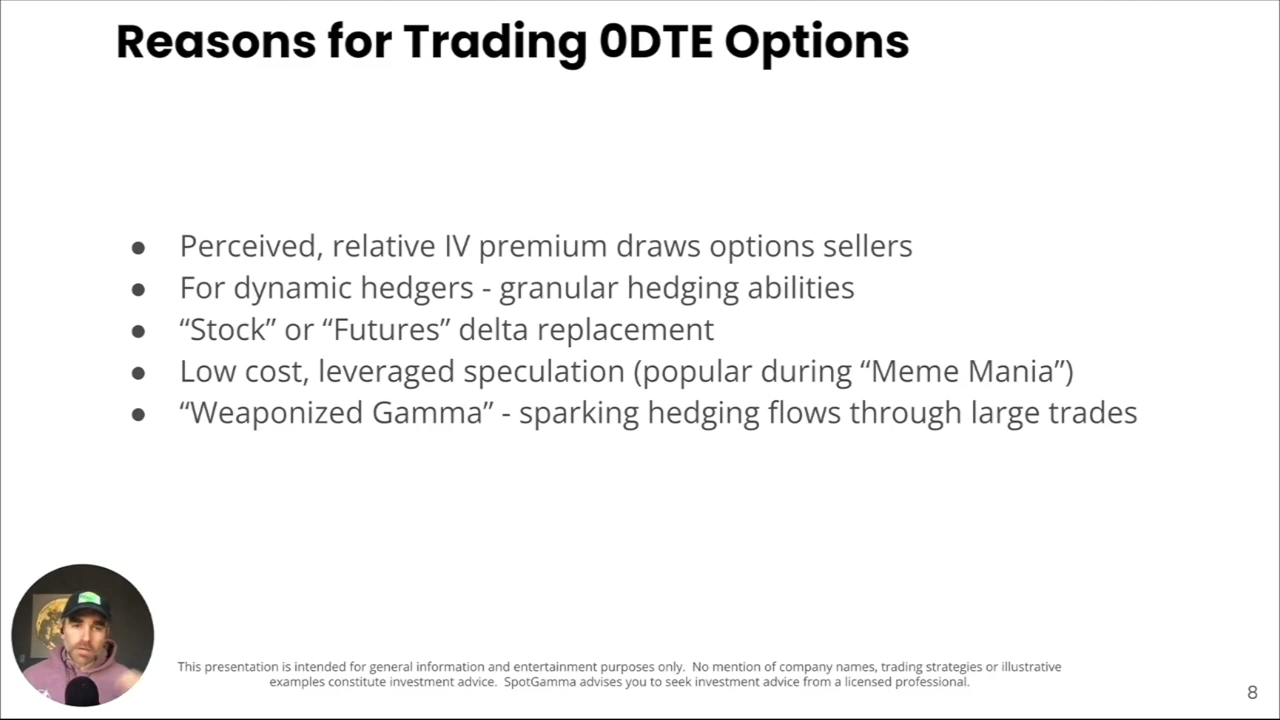 Reasons for Trading 0DTE Options
● Perceived, relative IV premium draws options sellers
● For dynamic hedgers - granular hedging abilities
● “Stock” or “Futures” delta replacement
● Low cost, leveraged speculation (popular during “Meme Mania”)
● “Weaponized Gamma” - sparking hedging flows through large trades
This presentation is intended for general information and entertainment purposes only.  No mention of company names, trading strategies or illustrative
examples constitute investment advice.  SpotGamma advises you to seek investment advice from a licensed professional.
8